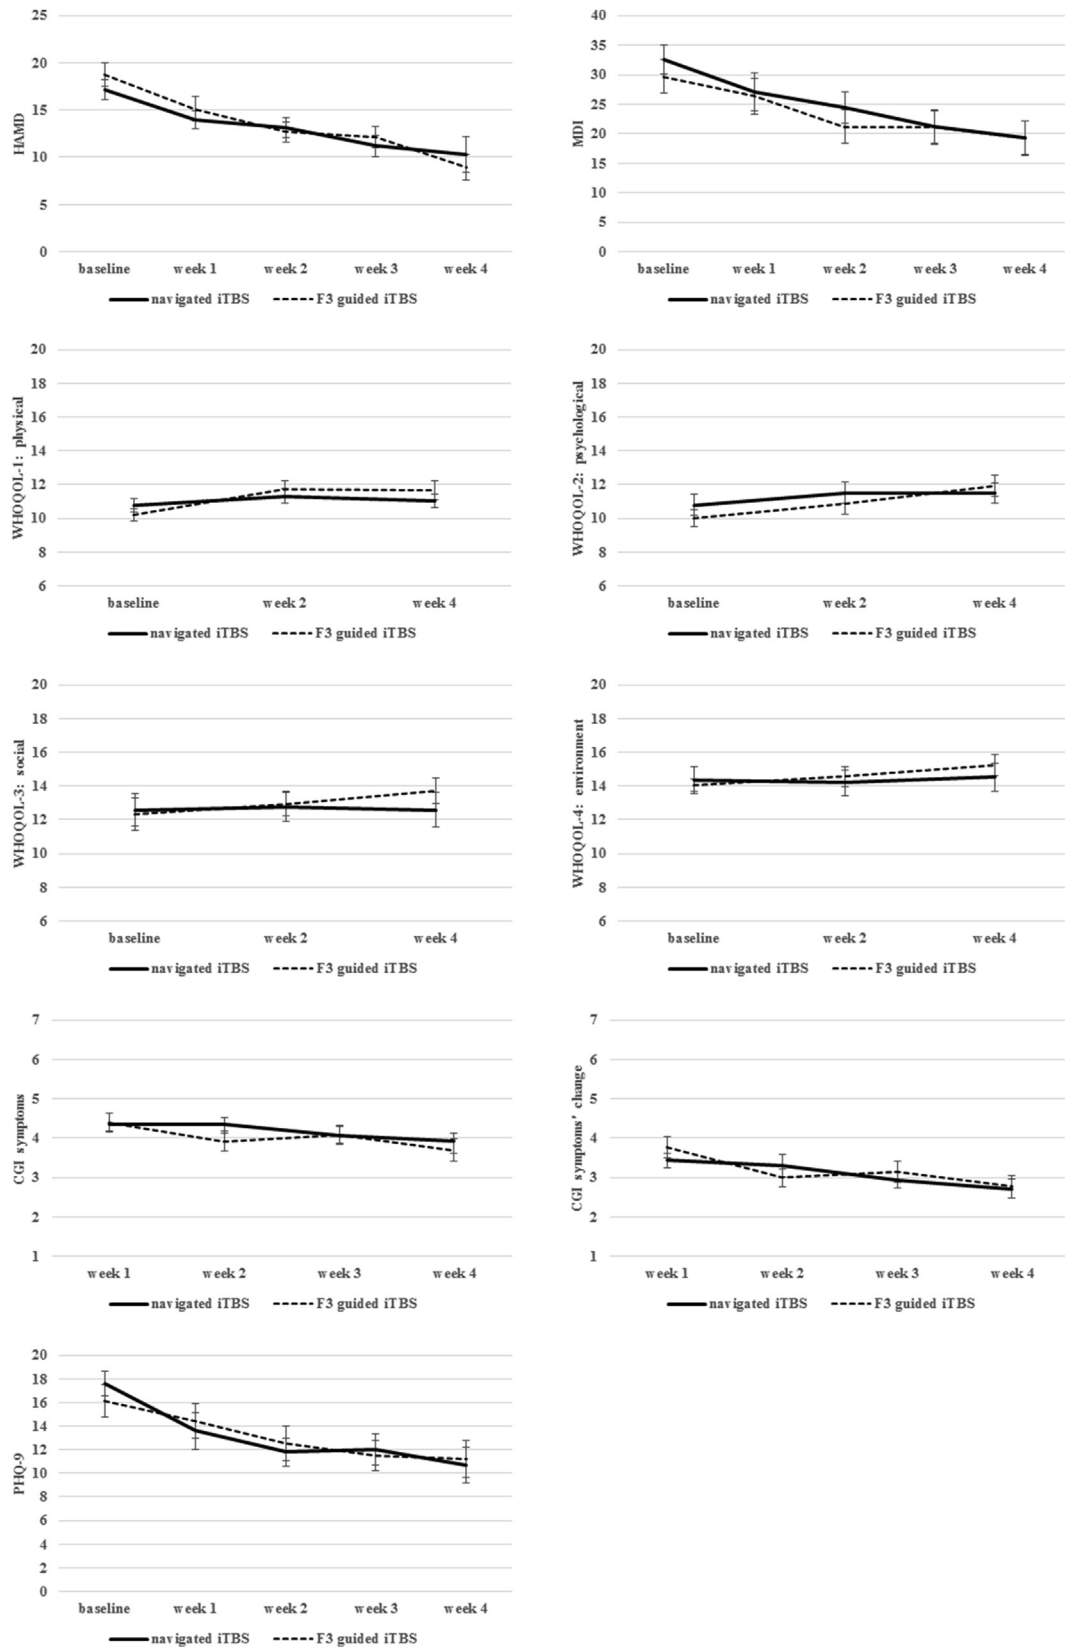 HAMD
25
20
15
10
5
0
baseline week 1 week 2 week 3 week 4
navigated iTBS F3 guided iTBS
MDI
40
35
30
25
20
15
10
5
0
baseline week 1 week 2 week 3 week 4
navigated iTBS F3 guided iTBS
WHOQOL-1: physical
20
18
16
14
12
10
8
6
baseline week 2 week 4
navigated iTBS F3 guided iTBS
WHOQOL-2: psychological
20
18
16
14
12
10
8
6
baseline week 2 week 4
navigated iTBS F3 guided iTBS
WHOQOL-3: social
20
18
16
14
12
10
8
6
baseline week 2 week 4
navigated iTBS F3 guided iTBS
WHOQOL-4: environment
20
18
16
14
12
10
8
6
baseline week 2 week 4
navigated iTBS F3 guided iTBS
CGI symptoms
7
6
5
4
3
2
1
week 1 week 2 week 3 week 4
navigated iTBS F3 guided iTBS
CGI symptoms' change
7
6
5
4
3
2
1
week 1 week 2 week 3 week 4
navigated iTBS F3 guided iTBS
PHQ-9
20
18
16
14
12
10
8
6
4
2
0
baseline week 1 week 2 week 3 week 4
navigated iTBS F3 guided iTBS